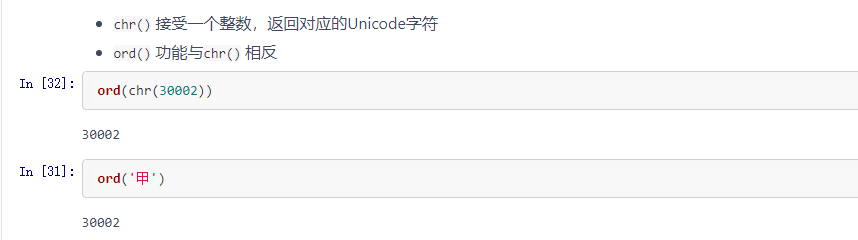 chr() 接受一个整数，返回对应的Unicode字符
ord() 功能与chr() 相反
In [32]: ord(chr(30002))
30002
In [31]: ord('甲')
30002